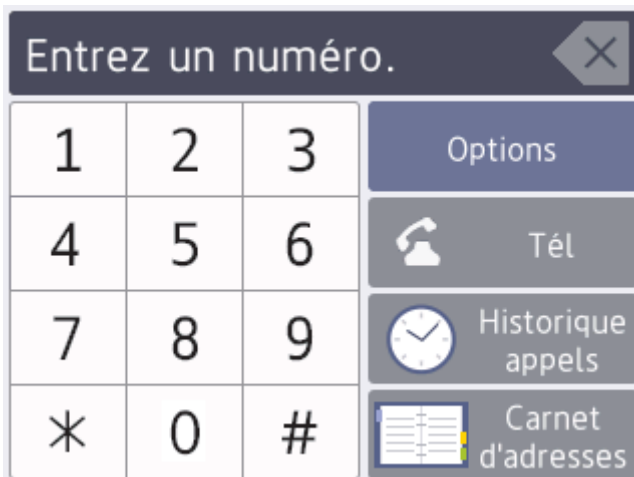 Entrez un numéro.
1 2 3
Options
4 5 6
Tél
7 8 9
Historique
appels
* 0 #
Carnet
d'adresses